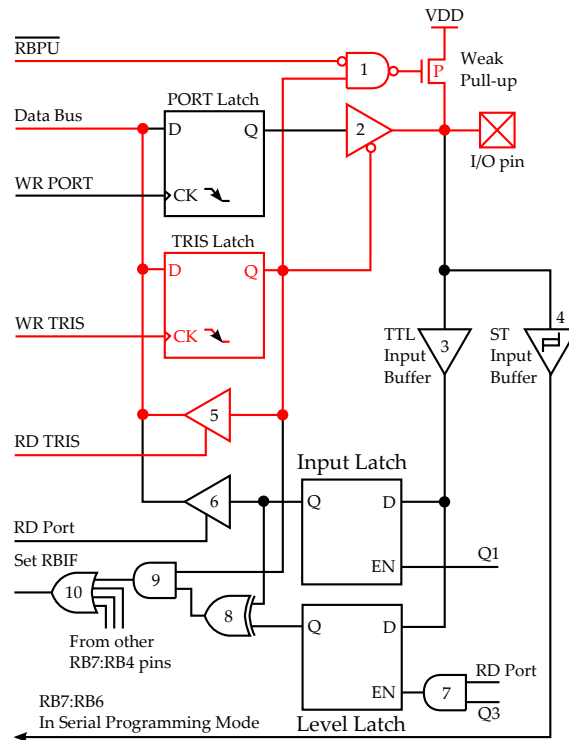 VDD
RBPU
1
P
Weak
Pull-up
Data Bus
PORT Latch
D
Q
2
I/O pin
WR PORT
CK
TRIS Latch
D
Q
WR TRIS
CK
TTL
Input
Buffer
3
ST
Input
Buffer
4
5
RD TRIS
Input Latch
6
Q
D
RD Port
EN
Q1
Set RBIF
9
10
8
Q
D
From other
RB7:RB4 pins
RD Port
EN
7
Q3
Level Latch
RB7:RB6
In Serial Programming Mode